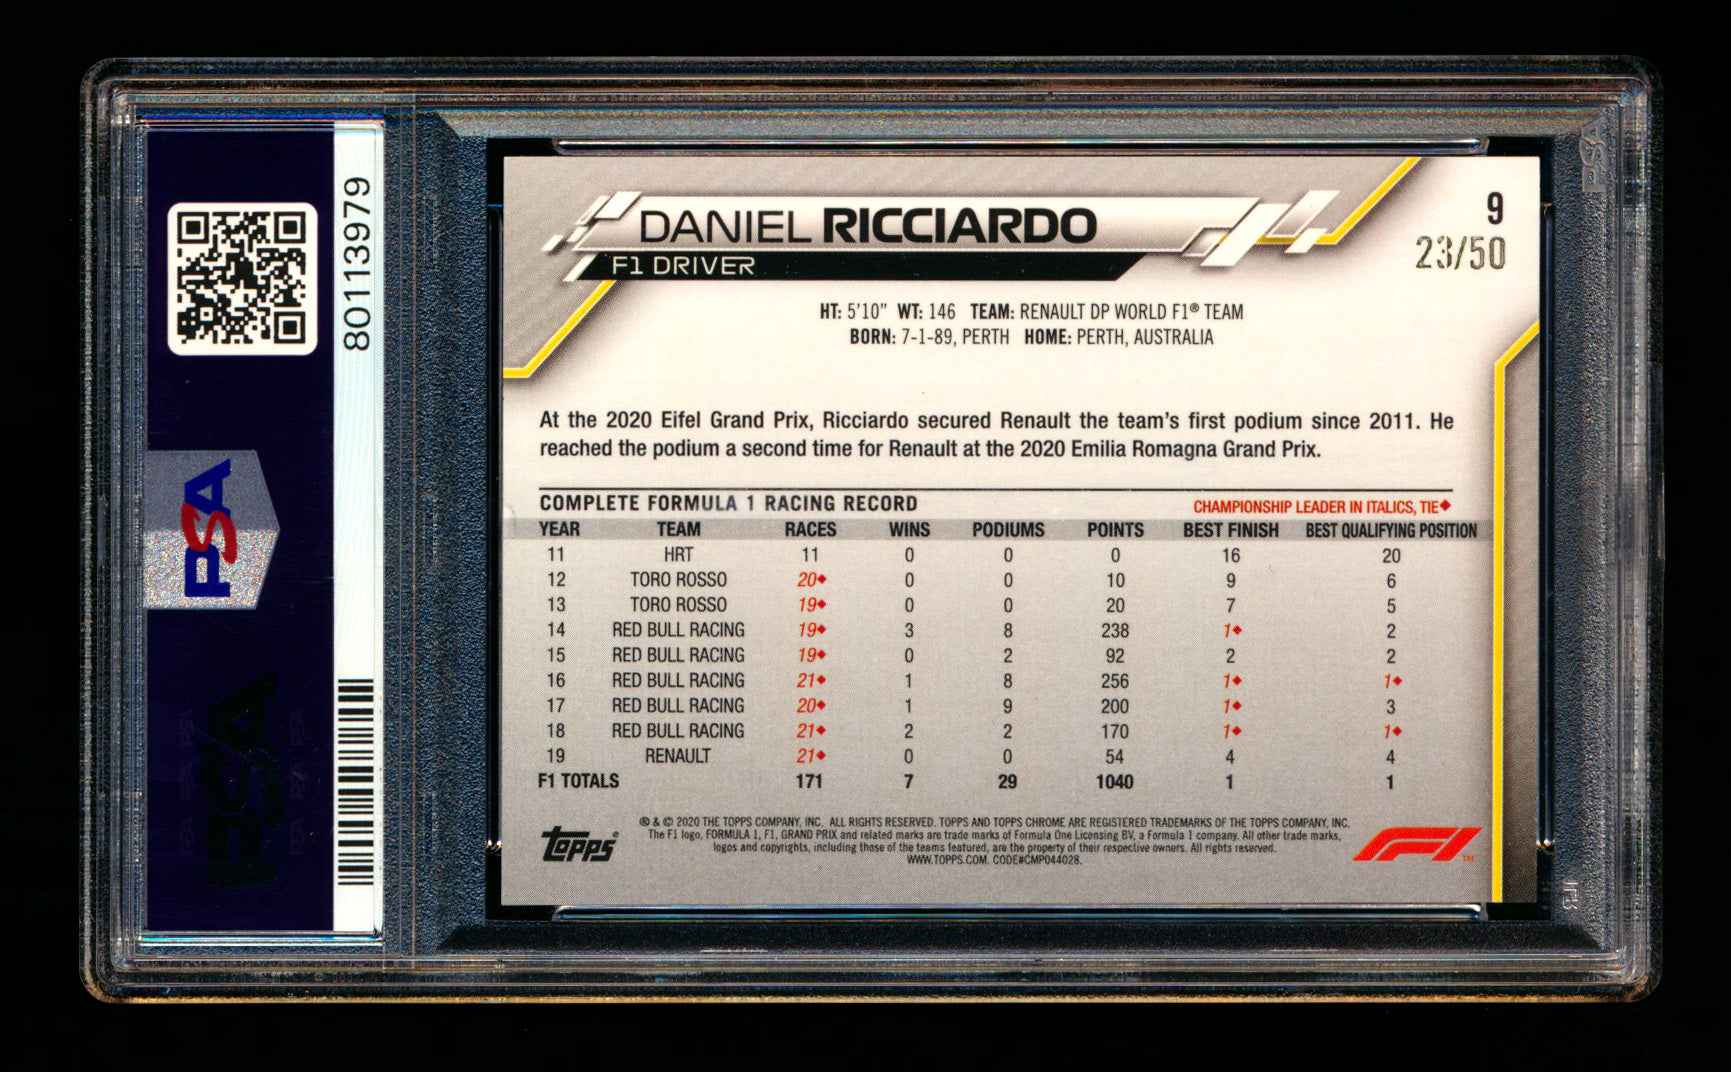 80113979
PSA
PSA
DANIEL RICCIARDO
F1 DRIVER
9
23/50
HT: 5'10" WT: 146 TEAM: RENAULT DP WORLD F1® TEAM
BORN: 7-1-89, PERTH HOME: PERTH, AUSTRALIA
At the 2020 Eifel Grand Prix, Ricciardo secured Renault the team's first podium since 2011. He
reached the podium a second time for Renault at the 2020 Emilia Romagna Grand Prix.
COMPLETE FORMULA 1 RACING RECORD CHAMPIONSHIP LEADER IN ITALICS, TIE♦
YEAR TEAM RACES WINS PODIUMS POINTS BEST FINISH BEST QUALIFYING POSITION
11 HRT 11 0 0 0 16 20
12 TORO ROSSO 20♦ 0 0 10 9 6
13 TORO ROSSO 19♦ 0 0 20 7 5
14 RED BULL RACING 19♦ 3 8 238 1♦ 2
15 RED BULL RACING 19♦ 0 2 92 2 2
16 RED BULL RACING 21♦ 1 8 256 1♦ 1♦
17 RED BULL RACING 20♦ 1 9 200 1♦ 3
18 RED BULL RACING 21♦ 2 2 170 1♦ 1♦
19 RENAULT 21♦ 0 0 54 4 4
F1 TOTALS 171 7 29 1040 1 1
® & © 2020 THE TOPPS COMPANY, INC. ALL RIGHTS RESERVED. TOPPS AND TOPPS CHROME ARE REGISTERED TRADEMARKS OF THE TOPPS COMPANY, INC.
The F1 logo, FORMULA 1, F1, GRAND PRIX and related marks are trade marks of Formula One Licensing BV, a Formula 1 company. All other trade marks,
logos and copyrights, including those of the teams featured, are the property of their respective owners. All rights reserved.
WWW.TOPPS.COM. CODE#CMP044028.
topps®
F1™
PSA